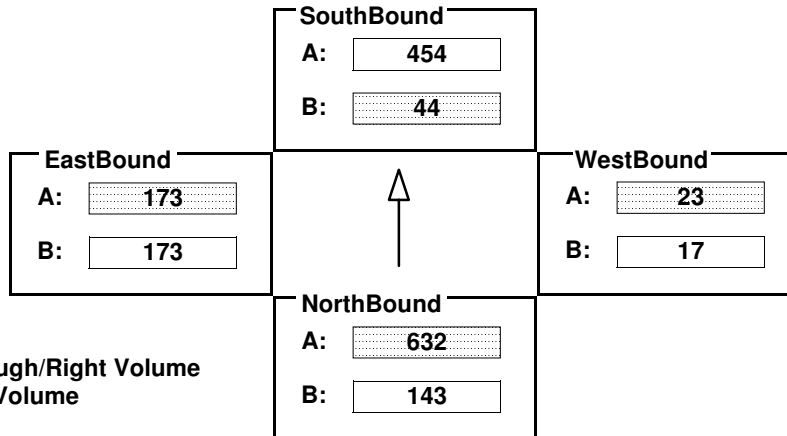 SouthBound
A: 454
B: 44
EastBound
A: 173
B: 173
WestBound
A: 23
B: 17
NorthBound
A: 632
B: 143
ugh/Right Volume
Volume